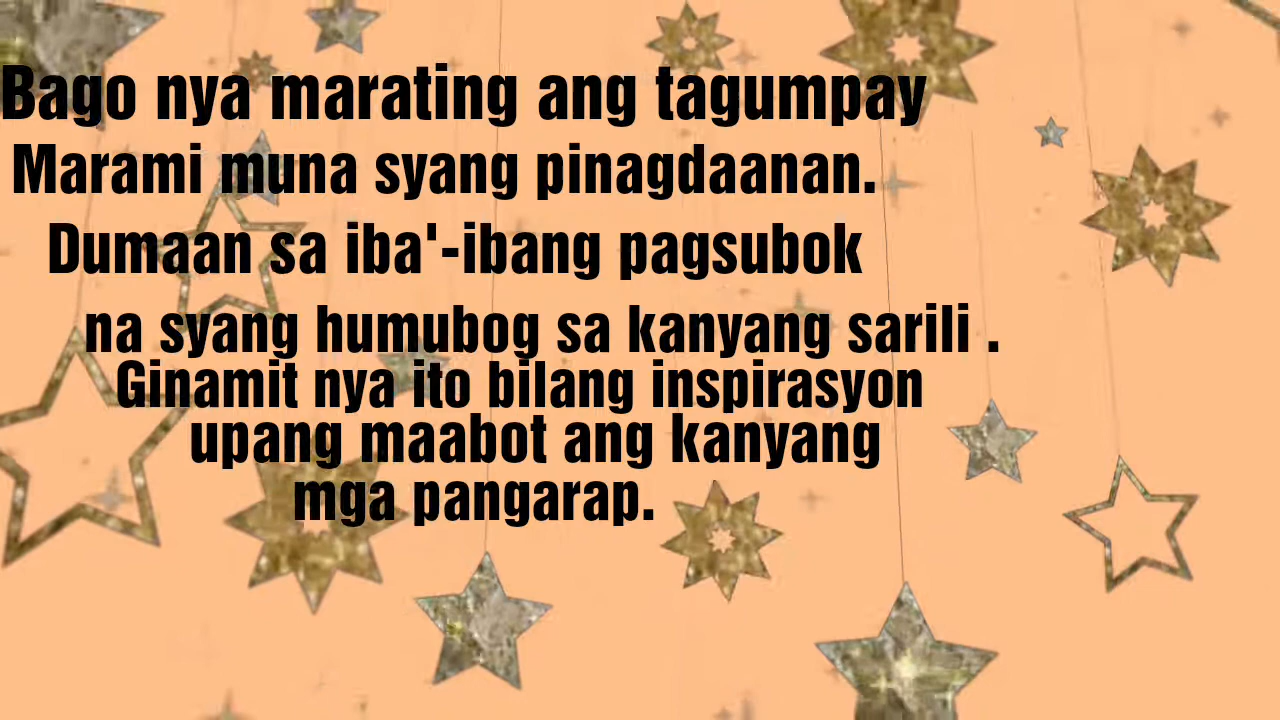 Bago nya marating ang tagumpay
Marami muna syang pinagdaanan.
Dumaan sa iba'-ibang pagsubok
na syang humubog sa kanyang sarili .
Ginamit nya ito bilang inspirasyon
upang maabot ang kanyang
mga pangarap.